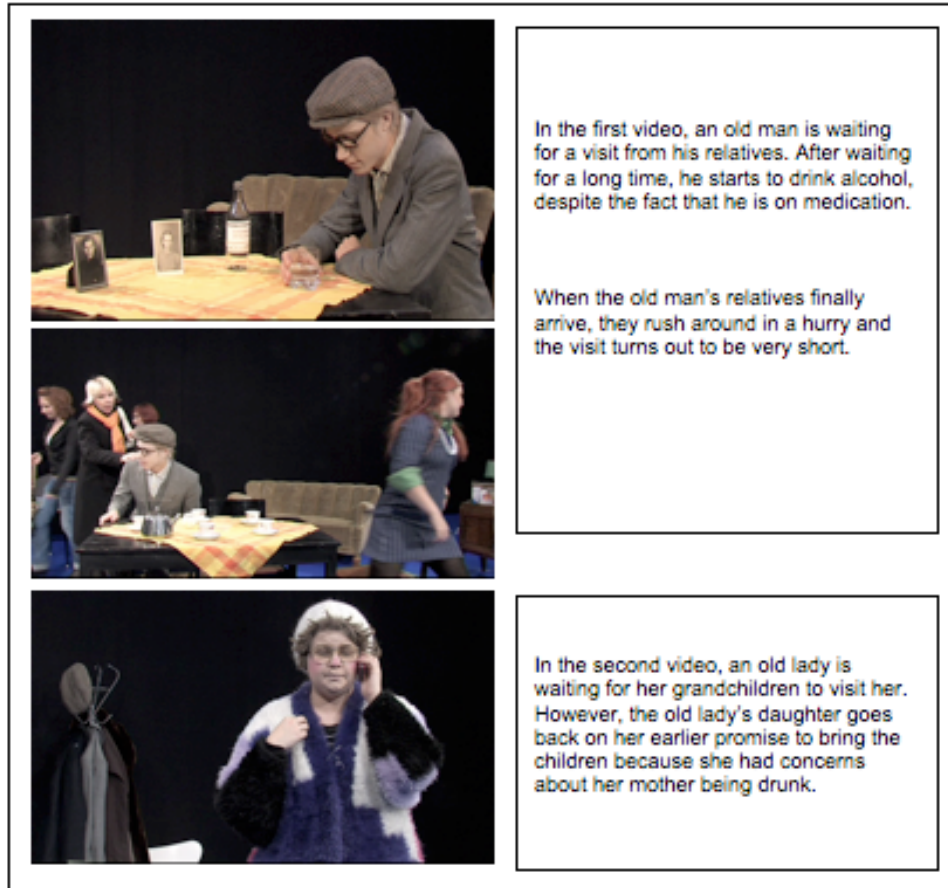 In the first video, an old man is waiting
for a visit from his relatives. After waiting
for a long time, he starts to drink alcohol,
despite the fact that he is on medication.
When the old man's relatives finally
arrive, they rush around in a hurry and
the visit turns out to be very short.
In the second video, an old lady is
waiting for her grandchildren to visit her.
However, the old lady's daughter goes
back on her earlier promise to bring the
children because she had concerns
about her mother being drunk.